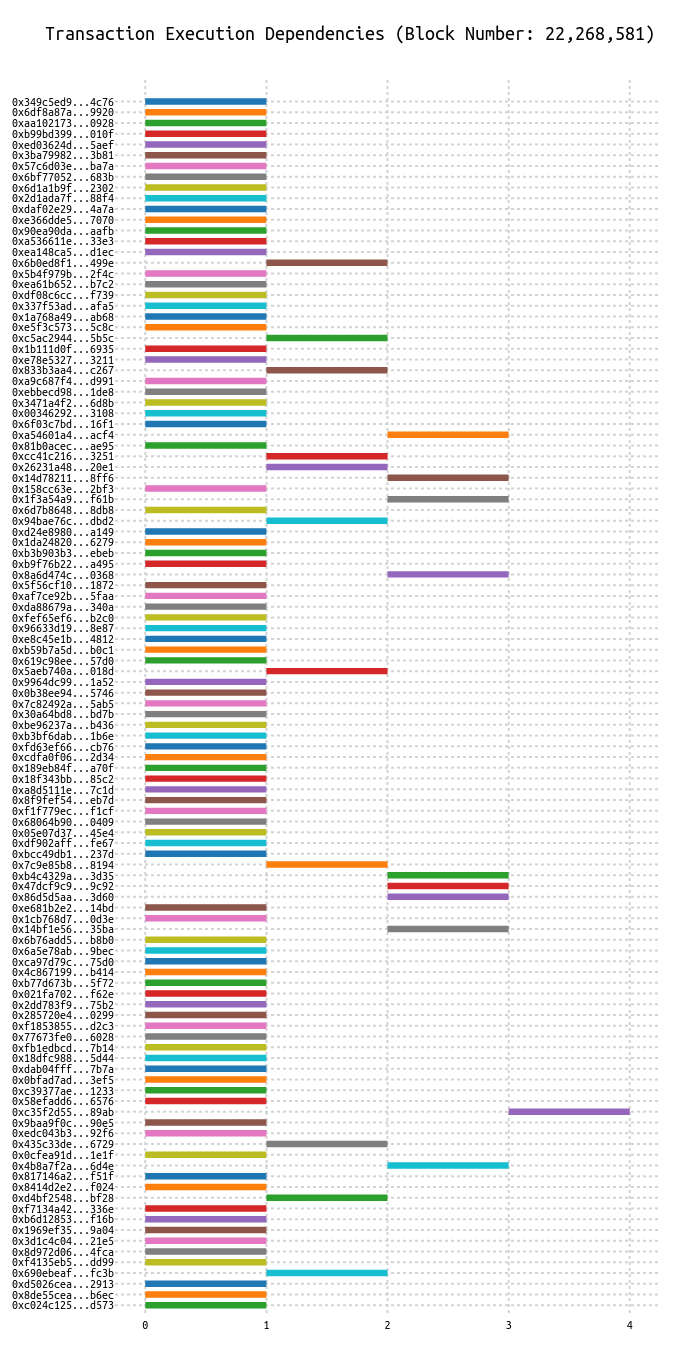 Transaction Execution Dependencies (Block Number: 22,268,581)
0x349c5ed9...4c76
0x6df8a87a...9920
0xaa102173...0928
0xb99bd399...010f
0xed03624d...5aef
0x3ba79982...3b81
0x57c6d03e...ba7a
0x6bf77052...683b
0x6d1a1b9f...2302
0x2d1ada7f...88f4
0xdaf02e29...4a7a
0xe366dde5...7070
0x90ea90da...aafb
0xa536611e...33e3
0xea148ca5...d1ec
0x6b0ed8f1...499e
0x5b4f979b...2f4c
0xea61b652...b7c2
0xdf08c6cc...f739
0x337f53ad...afa5
0x1a768a49...ab68
0xe5f3c573...5c8c
0xc5ac2944...5b5c
0x1b111d0f...6935
0xe78e5327...3211
0x833b3aa4...c267
0xa9c687f4...d991
0xebbecd98...1de8
0x3471a4f2...6d8b
0x00346292...3108
0x6f03c7bd...16f1
0xa54601a4...acf4
0x81b0acec...ae95
0xcc41c216...3251
0x26231a48...20e1
0x14d78211...8ff6
0x158cc63e...2bf3
0x1f3a54a9...f61b
0x6d7b8648...8db8
0x94bae76c...dbd2
0xd24e8980...a149
0x1da24820...6279
0xb3b903b3...ebeb
0xb9f76b22...a495
0x8a6d474c...0368
0x5f56cf10...1872
0xaf7ce92b...5faa
0xda88679a...340a
0xfef65ef6...b2c0
0x96633d19...8e87
0xe8c45e1b...4812
0xb59b7a5d...b0c1
0x619c98ee...57d0
0x5aeb740a...018d
0x9964dc99...1a52
0x0b38ee94...5746
0x7c82492a...5ab5
0x30a64bd8...bd7b
0xbe96237a...b436
0xb3bf6dab...1b6e
0xfd63ef66...cb76
0xcdfa0f06...2d34
0x189eb84f...a70f
0x18f343bb...85c2
0xa8d5111e...7c1d
0x8f9fef54...eb7d
0xf1f779ec...f1cf
0x68064b90...0409
0x05e07d37...45e4
0xdf902aff...fe67
0xbcc49db1...237d
0x7c9e85b8...8194
0xb4c4329a...3d35
0x47dcf9c9...9c92
0x86d5d5aa...3d60
0xe681b2e2...14bd
0x1cb768d7...0d3e
0x14bf1e56...35ba
0x6b76add5...b8b0
0x6a5e78ab...9bec
0xca97d79c...75d0
0x4c867199...b414
0xb77d673b...5f72
0x021fa702...f62e
0x2dd783f9...75b2
0x285720e4...0299
0xf1853855...d2c3
0x77673fe0...6028
0xfb1edbcd...7b14
0x18dfc988...5d44
0xdab04fff...7b7a
0x0bfad7ad...3ef5
0xc39377ae...1233
0x58efadd6...6576
0xc35f2d55...89ab
0x9baa9f0c...90e5
0xedc043b3...92f6
0x435c33de...6729
0x0cfea91d...1e1f
0x4b8a7f2a...6d4e
0x817146a2...f51f
0x8414d2e2...f024
0xd4bf2548...bf28
0xf7134a42...336e
0xb6d12853...f16b
0x1969ef35...9a04
0x3d1c4c04...21e5
0x8d972d06...4fca
0xf4135eb5...dd99
0x690ebeaf...fc3b
0xd5026cea...2913
0x8de55cea...b6ec
0xc024c125...d573
0 1 2 3 4